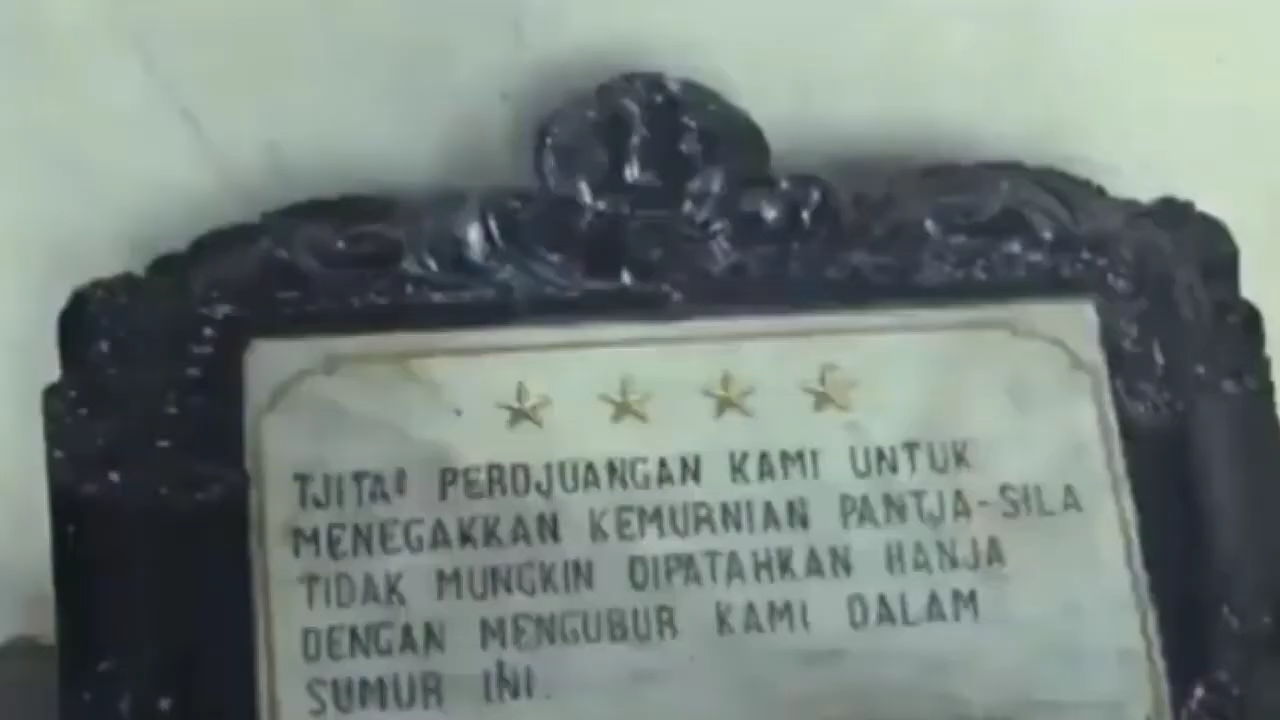 TJITA² PERDJUANGAN KAMI UNTUK
MENEGAKKAN KEMURNIAN PANTJA-SILA
TIDAK MUNGKIN DIPATAHKAN HANJA
DENGAN MENGUBUR KAMI DALAM
SUMUR INI.